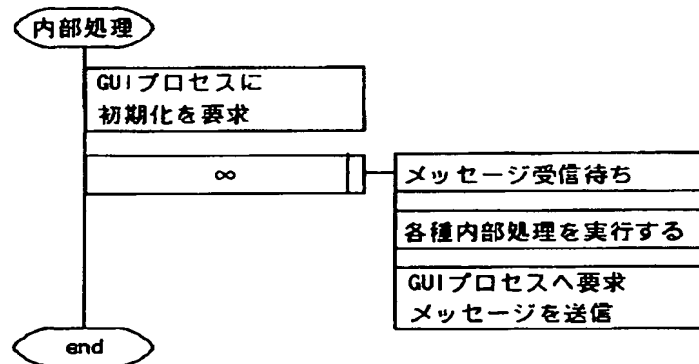 内部処理
GUIプロセスに
初期化を要求
∞
メッセージ受信待ち
各種内部処理を実行する
GUIプロセスへ要求
メッセージを送信
end